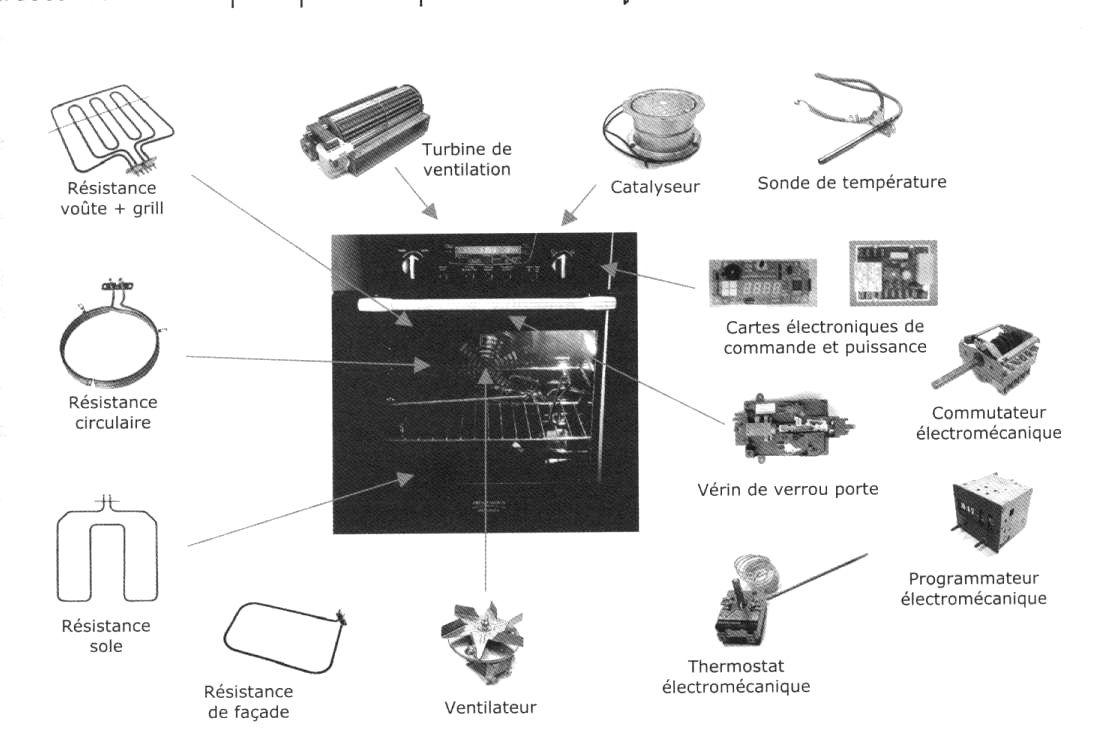 Résistance
voûte + grill
Turbine de
ventilation
Catalyseur
Sonde de température
Cartes électroniques de
commande et puissance
Résistance
circulaire
Commutateur
électromécanique
Vérin de verrou porte
Programmateur
électromécanique
Résistance
sole
Thermostat
électromécanique
Résistance
de façade
Ventilateur